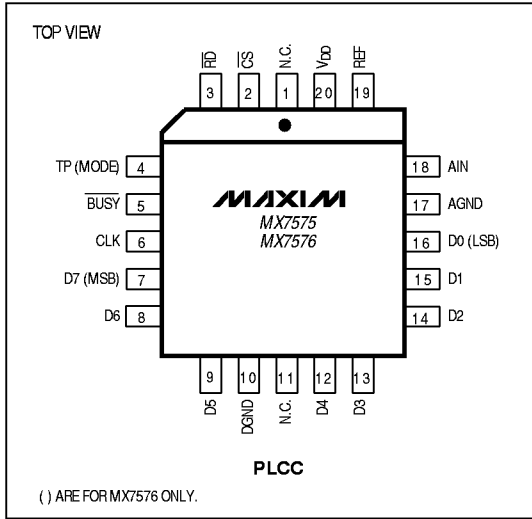 TOP VIEW
RD
CS
N.C.
VDD
REF
3
2
1
20
19
TP (MODE) 4
18 AIN
BUSY 5
17 AGND
CLK 6
16 D0 (LSB)
D7 (MSB) 7
15 D1
D6 8
14 D2
MAXIM
MX7575
MX7576
9
10
11
12
13
D5
DGND
N.C.
D4
D3
PLCC
( ) ARE FOR MX7576 ONLY.